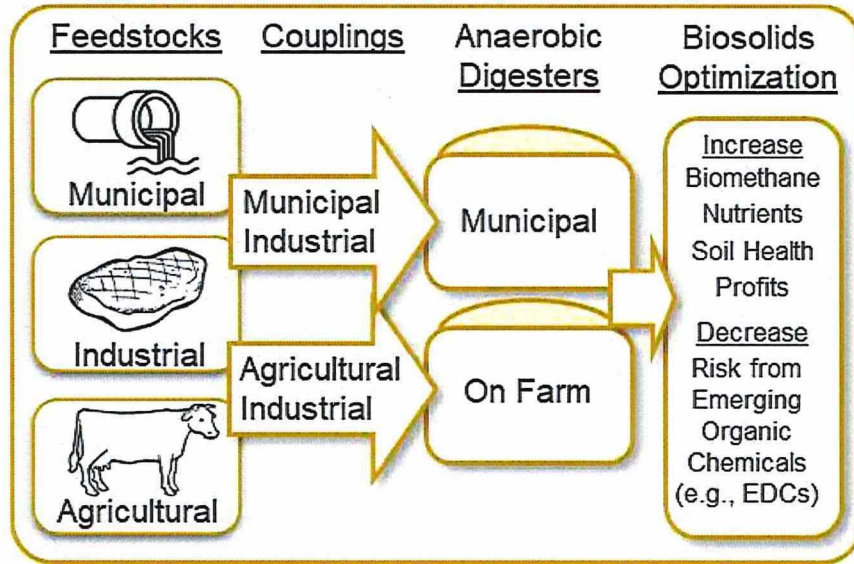 Feedstocks
Couplings
Anaerobic
Digesters
Biosolids
Optimization
Municipal
Industrial
Agricultural
Municipal
Industrial
Agricultural
Industrial
Municipal
On Farm
Increase
Biomethane
Nutrients
Soil Health
Profits
Decrease
Risk from
Emerging
Organic
Chemicals
(e.g., EDCs)